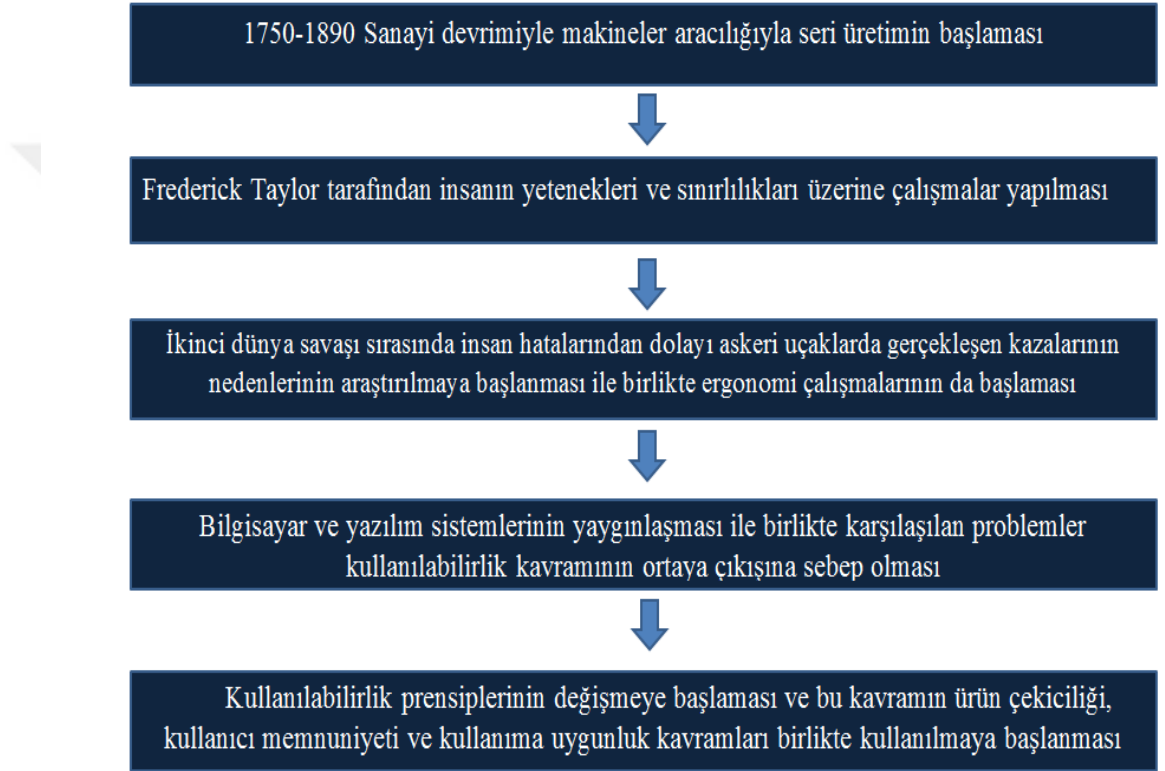 1750-1890 Sanayi devrimiyle makineler aracılığıyla seri üretimin başlaması
Frederick Taylor tarafından insanın yetenekleri ve sınırlılıkları üzerine çalışmalar yapılması
İkinci dünya savaşı sırasında insan hatalarından dolayı askeri uçaklarda gerçekleşen kazalarının
nedenlerinin araştırılmaya başlanması ile birlikte ergonomi çalışmalarının da başlaması
Bilgisayar ve yazılım sistemlerinin yaygınlaşması ile birlikte karşılaşılan problemler
kullanılabilirlik kavramının ortaya çıkışına sebep olması
Kullanılabilirlik prensiplerinin değişmeye başlaması ve bu kavramın ürün çekiciliği,
kullanıcı memnuniyeti ve kullanıma uygunluk kavramları birlikte kullanılmaya başlanması